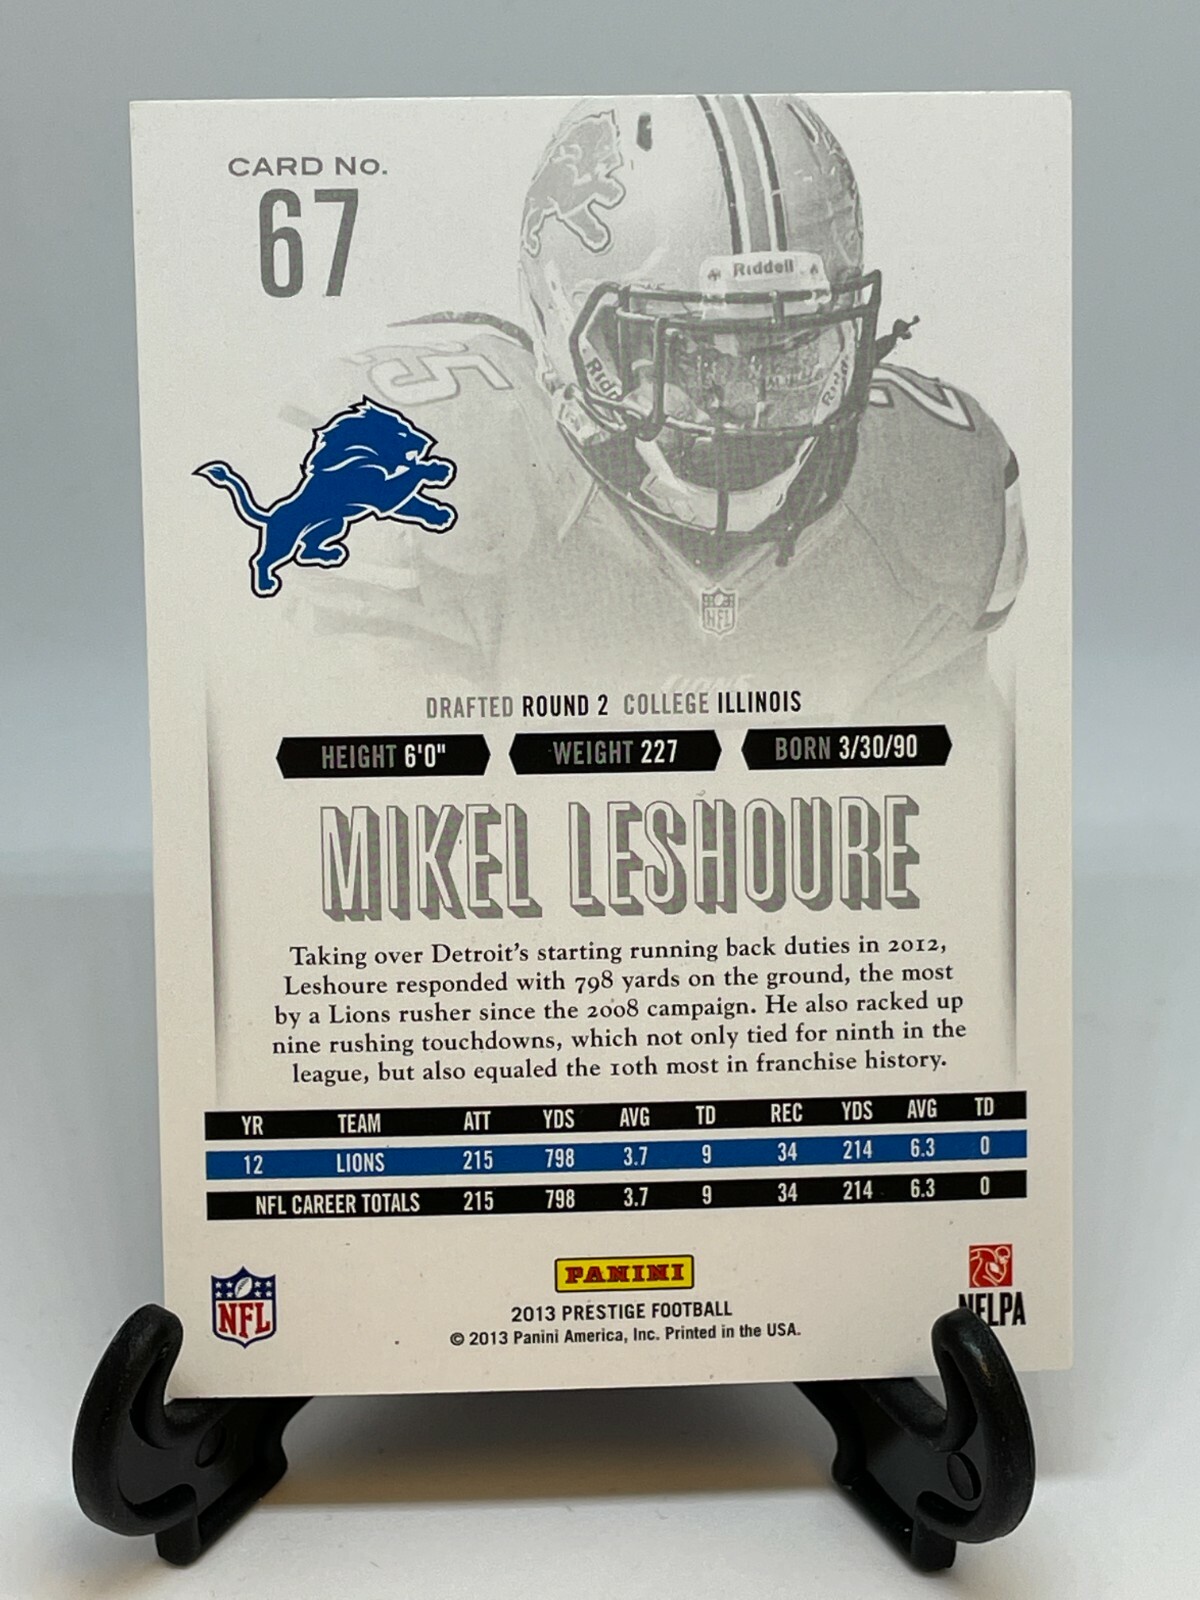 CARD No.
67
Riddell
Ridd
Ridd
5
2
NFL
LIONS
DRAFTED ROUND 2 COLLEGE ILLINOIS
HEIGHT 6'0" WEIGHT 227 BORN 3/30/90
MIKEL LESHOURE
Taking over Detroit's starting running back duties in 2012,
Leshoure responded with 798 yards on the ground, the most
by a Lions rusher since the 2008 campaign. He also racked up
nine rushing touchdowns, which not only tied for ninth in the
league, but also equaled the 10th most in franchise history.
YR TEAM ATT YDS AVG TD REC YDS AVG TD
12 LIONS 215 798 3.7 9 34 214 6.3 0
NFL CAREER TOTALS 215 798 3.7 9 34 214 6.3 0
NFL
PANINI
NFLPA
2013 PRESTIGE FOOTBALL
© 2013 Panini America, Inc. Printed in the USA.